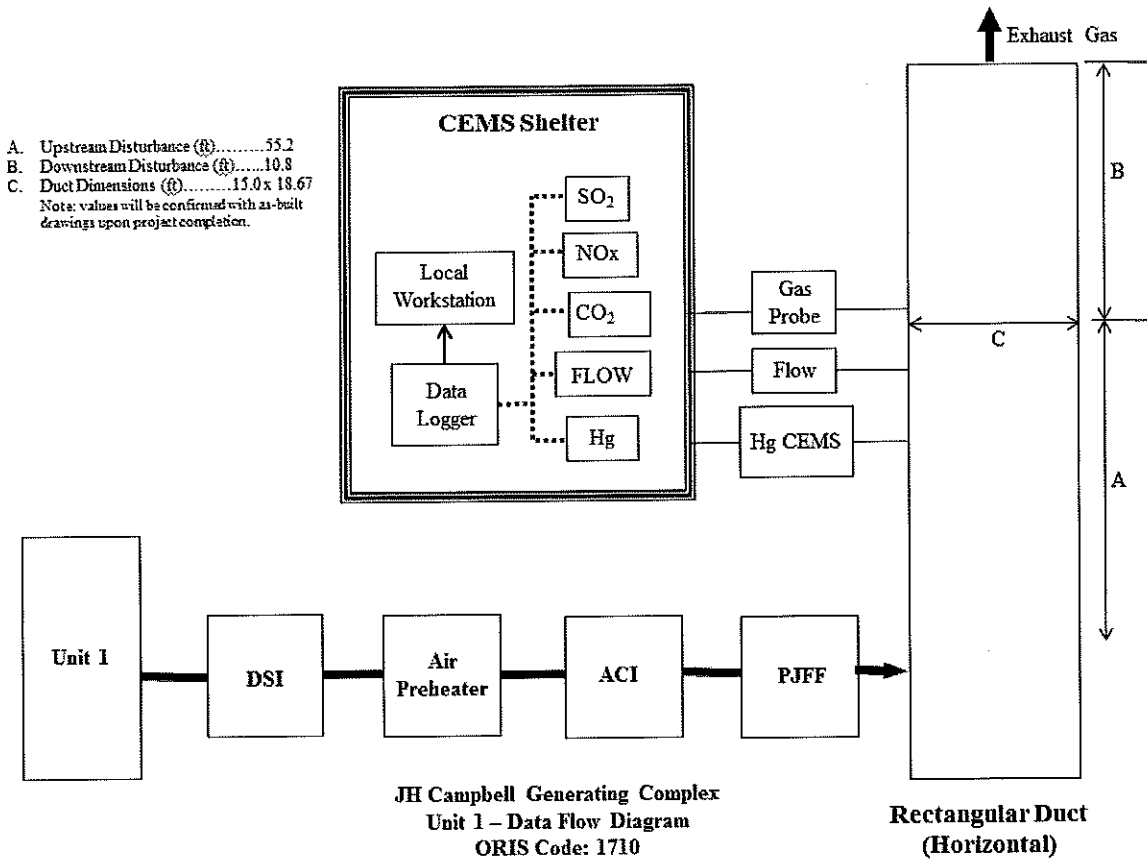 Exhaust Gas
A. Upstream Disturbance (ft).........55.2
B. Downstream Disturbance (ft)......10.8
C. Duct Dimensions (ft).........15.0 x 18.67
Note: values will be confirmed with as-built
drawings upon project completion.
CEMS Shelter
SO₂
NOx
CO₂
FLOW
Hg
Local
Workstation
Data
Logger
Gas
Probe
Flow
Hg CEMS
B
C
A
Unit 1
DSI
Air
Preheater
ACI
PJFF
JH Campbell Generating Complex
Unit 1 – Data Flow Diagram
ORIS Code: 1710
Rectangular Duct
(Horizontal)